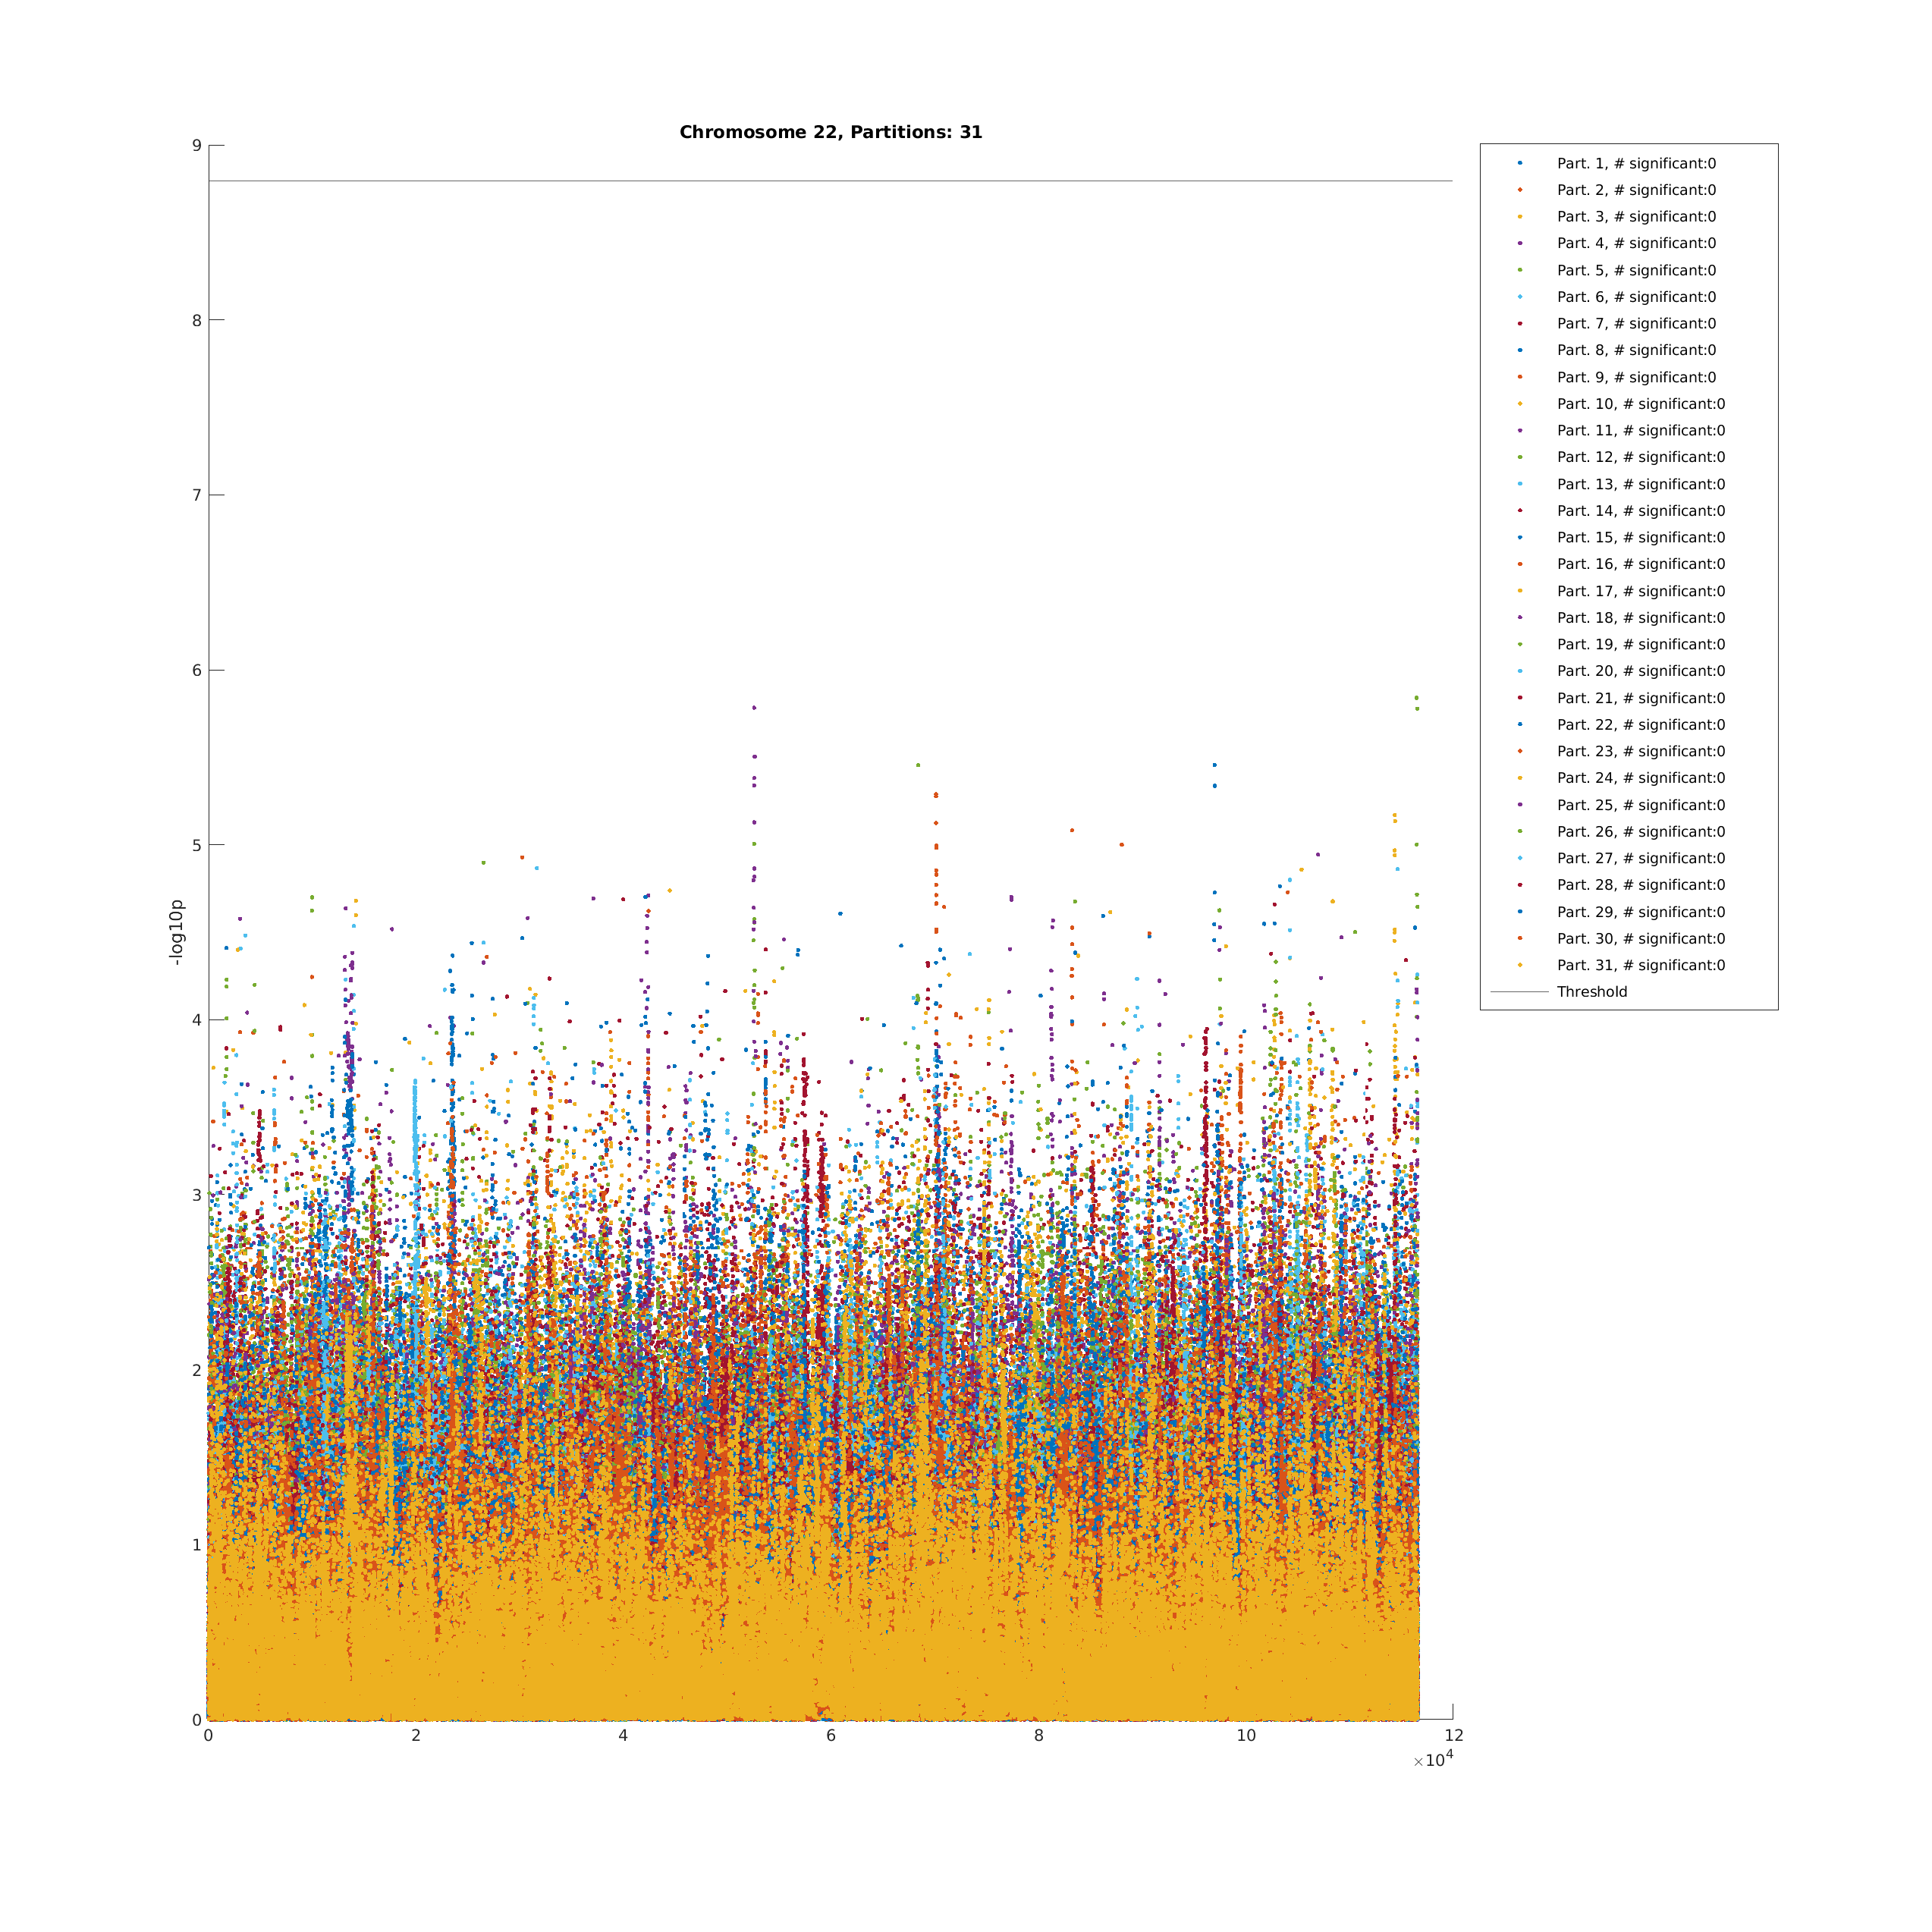 Chromosome 22, Partitions: 31
9
8
7
6
5
4
3
2
1
0
-log10p
0 2 4 6 8 10 12
×10^4
Part. 1, # significant:0
Part. 2, # significant:0
Part. 3, # significant:0
Part. 4, # significant:0
Part. 5, # significant:0
Part. 6, # significant:0
Part. 7, # significant:0
Part. 8, # significant:0
Part. 9, # significant:0
Part. 10, # significant:0
Part. 11, # significant:0
Part. 12, # significant:0
Part. 13, # significant:0
Part. 14, # significant:0
Part. 15, # significant:0
Part. 16, # significant:0
Part. 17, # significant:0
Part. 18, # significant:0
Part. 19, # significant:0
Part. 20, # significant:0
Part. 21, # significant:0
Part. 22, # significant:0
Part. 23, # significant:0
Part. 24, # significant:0
Part. 25, # significant:0
Part. 26, # significant:0
Part. 27, # significant:0
Part. 28, # significant:0
Part. 29, # significant:0
Part. 30, # significant:0
Part. 31, # significant:0
Threshold